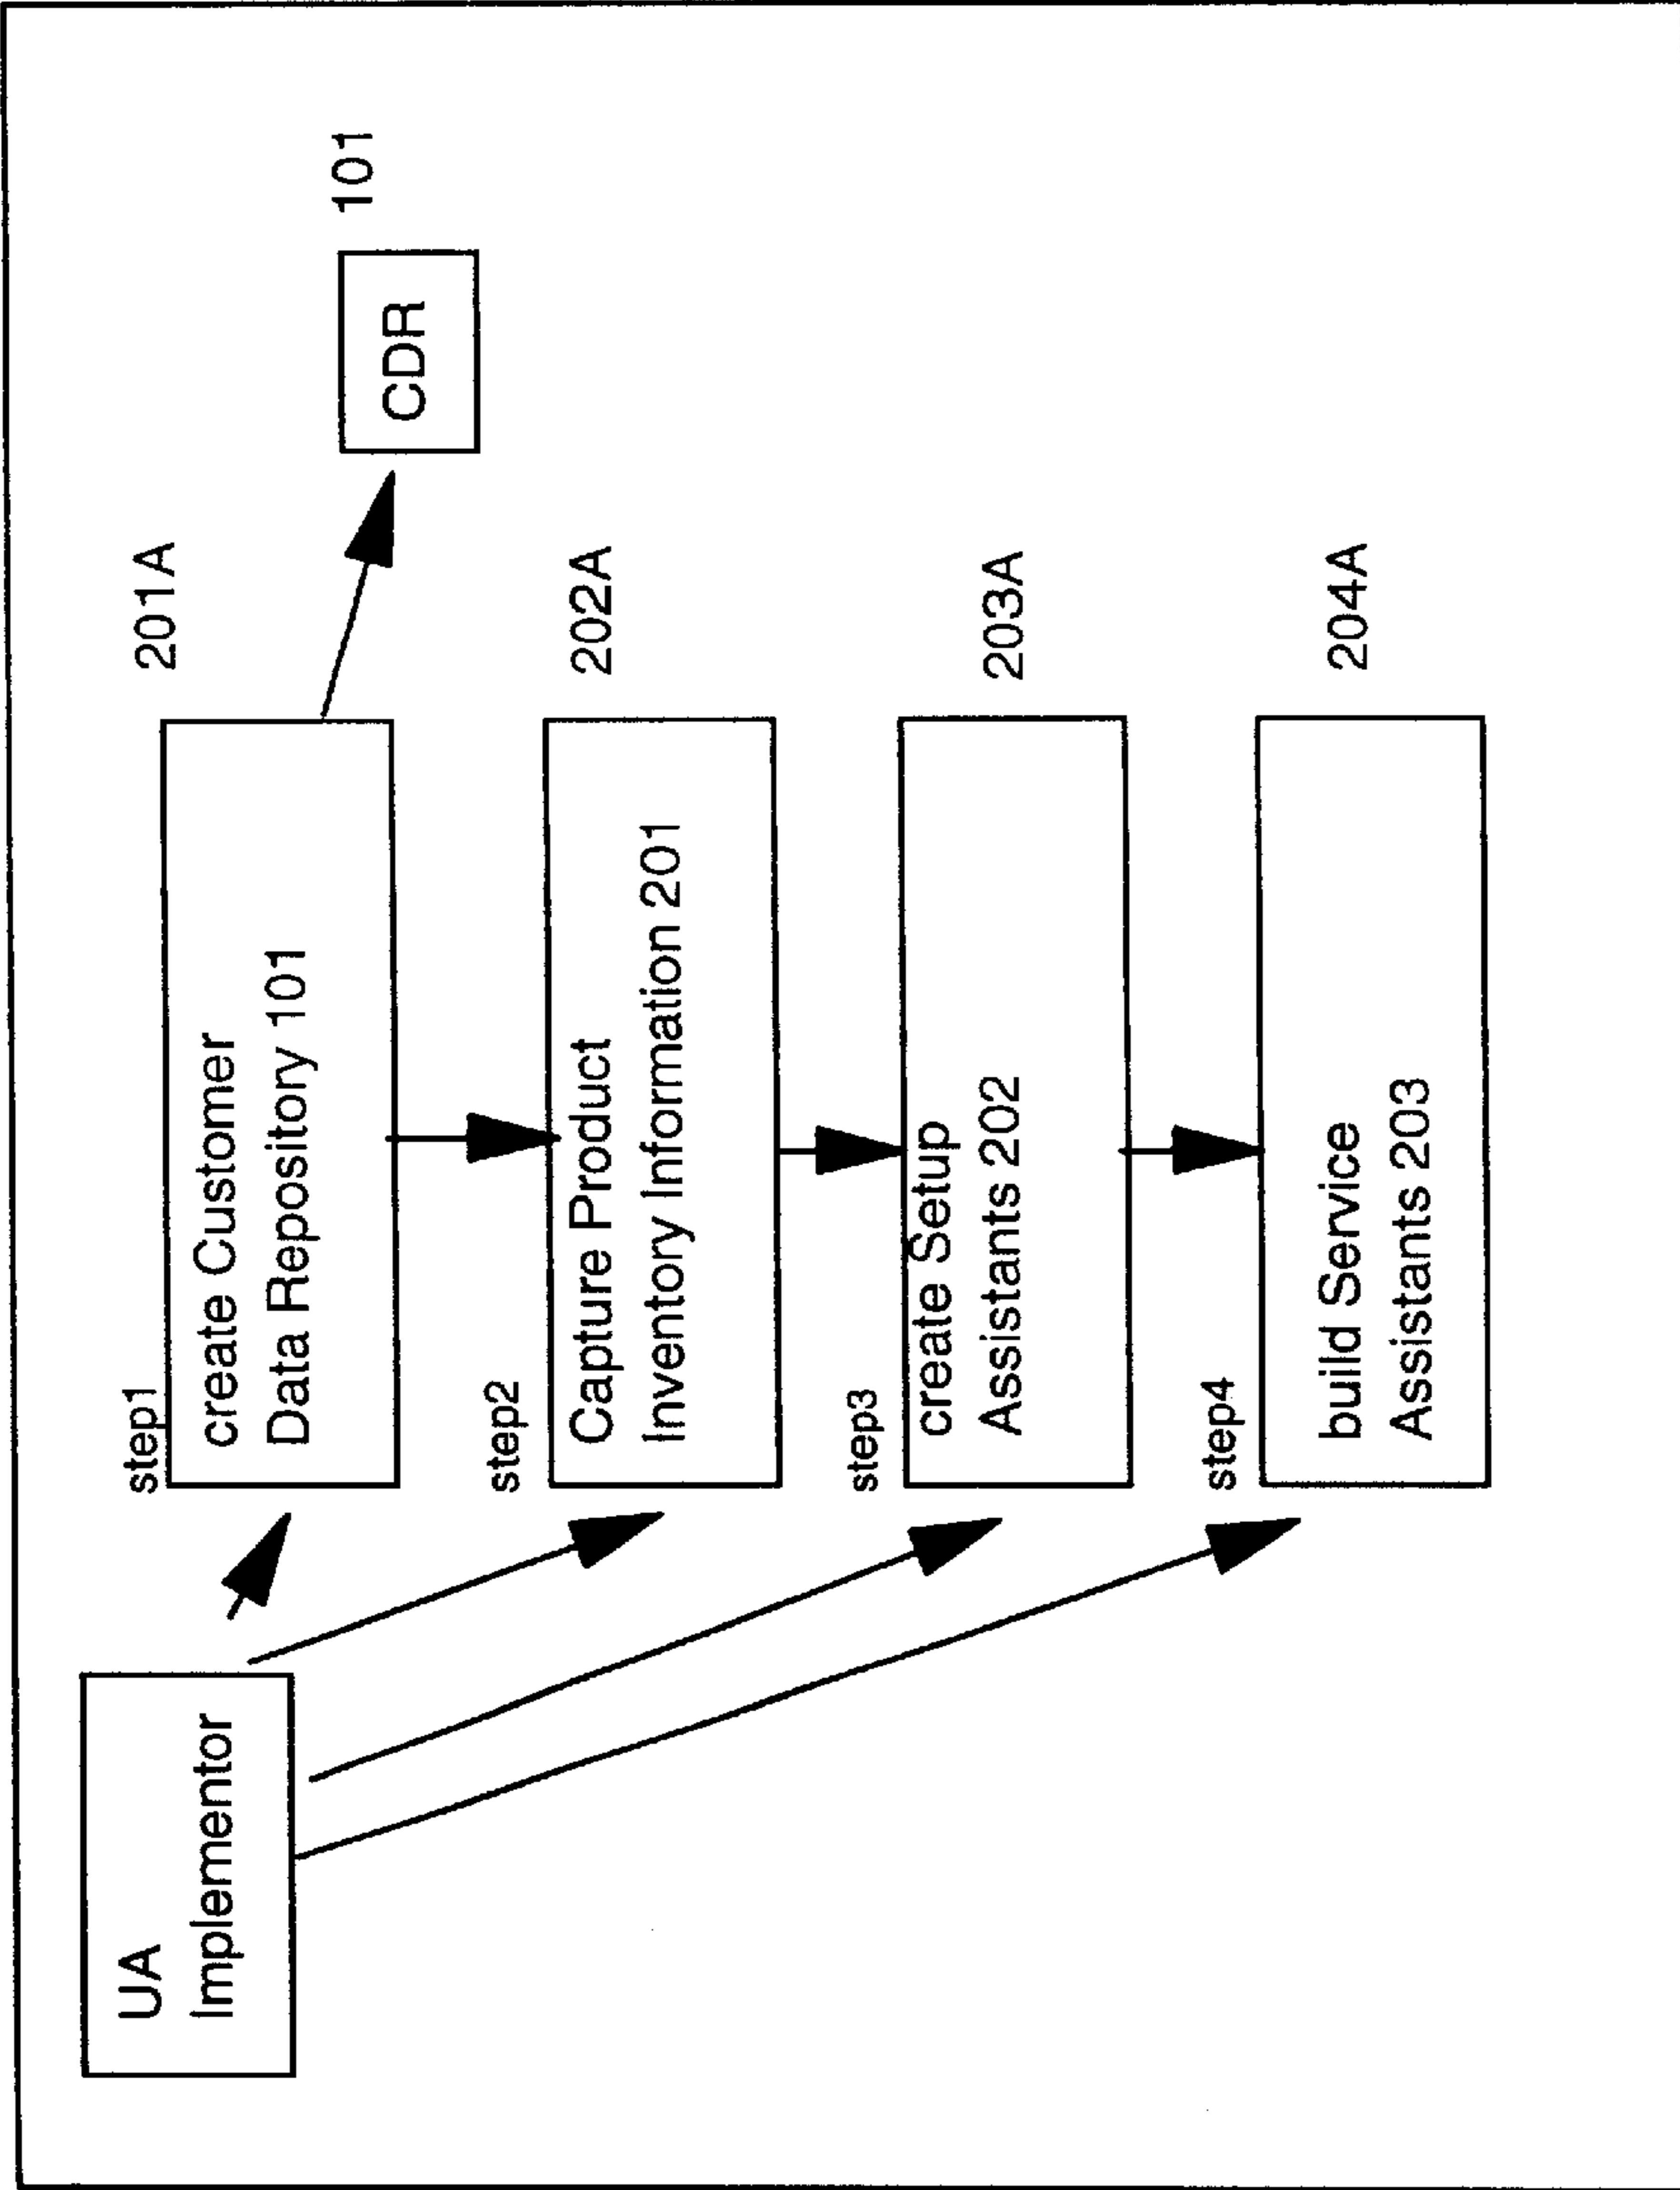 UA
Implementor
step1
create Customer
Data Repository 101
201A
CDR
101
step2
Capture Product
Inventory Information 201
202A
step3
create Setup
Assistants 202
203A
step4
build Service
Assistants 203
204A